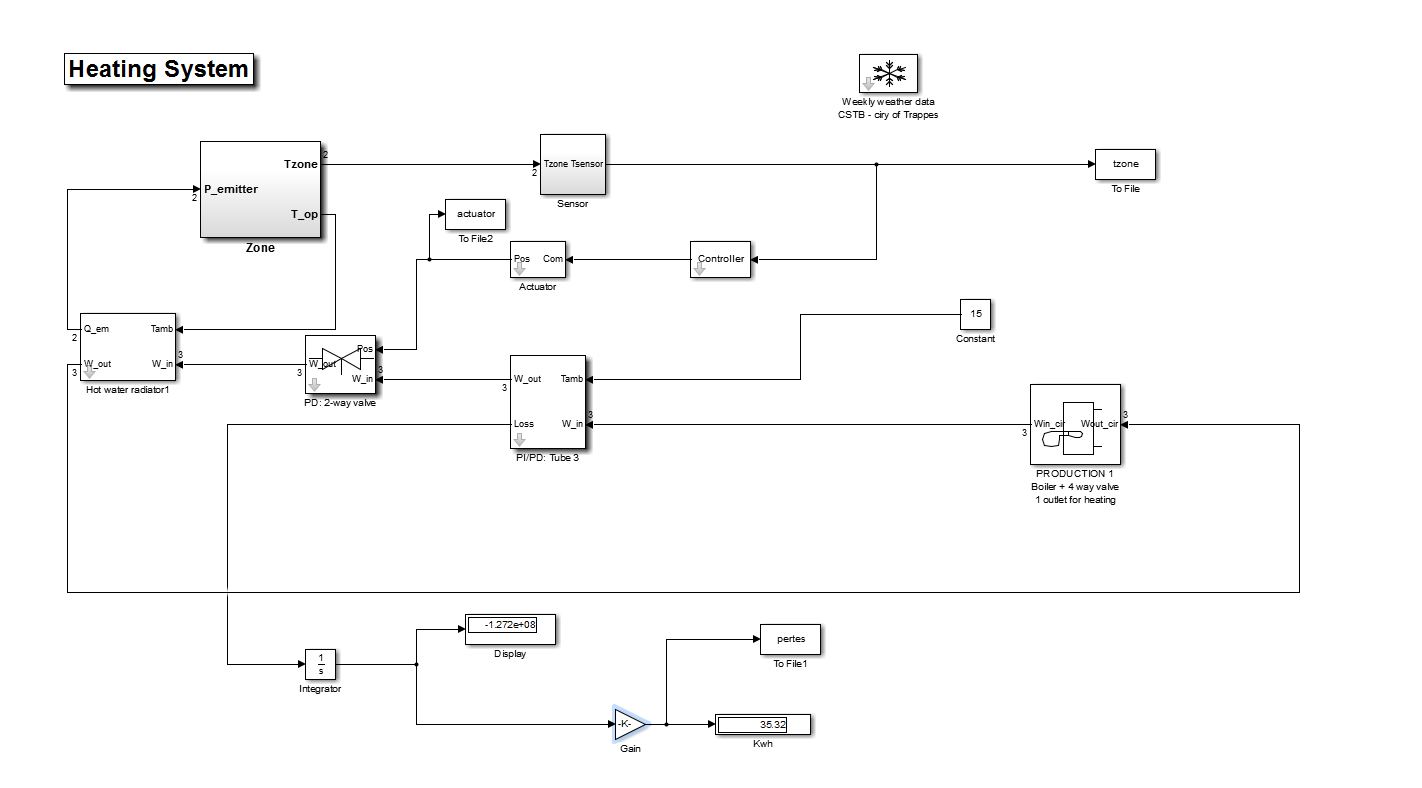 Heating System
Weekly weather data
CSTB - ciry of Trappes
Tzone
2
P_emitter
2
T_op
Zone
Tzone Tsensor
2
Sensor
tzone
To File
actuator
To File2
Pos
Com
Actuator
Controller
15
Constant
Q_em
2
Tamb
W_out
3
W_in
3
Hot water radiator1
Pos
W_out
3
W_in
3
PD: 2-way valve
W_out
3
Tamb
Loss
W_in
3
PI/PD: Tube 3
Win_cir
3
Wout_cir
3
PRODUCTION 1
Boiler + 4 way valve
1 outlet for heating
-1.272e+08
Display
1
s
Integrator
pertes
To File1
-K-
Gain
35.32
Kwh